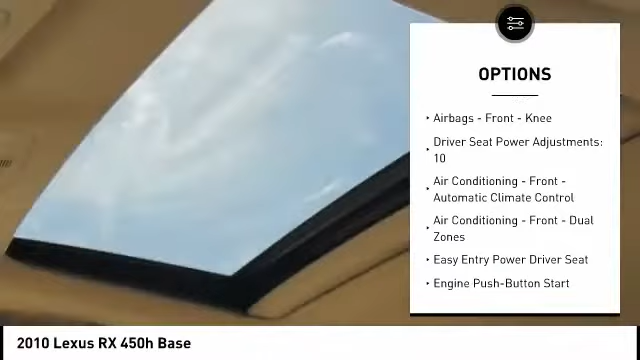 OPTIONS
• Airbags - Front - Knee
• Driver Seat Power Adjustments:
10
• Air Conditioning - Front -
Automatic Climate Control
• Air Conditioning - Front - Dual
Zones
• Easy Entry Power Driver Seat
• Engine Push-Button Start
2010 Lexus RX 450h Base